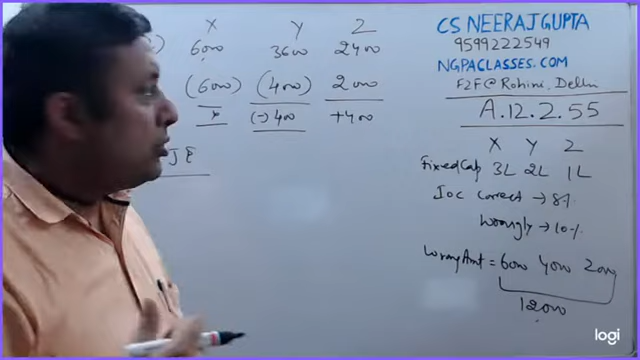 X Y Z
6000 3600 2400
(6000) (4000) 2000
x (-) 400 +400
JE
CS NEERAJ GUPTA
9599222549
NGPACLASSES.COM
F2F @ Rohini, Delhi
A.12.2.55
X Y Z
Fixed Cap 3L 2L 1L
Ioc correct → 8%
Wrongly → 10%
Wrong Amt = 6000 4000 2000
12000
logi